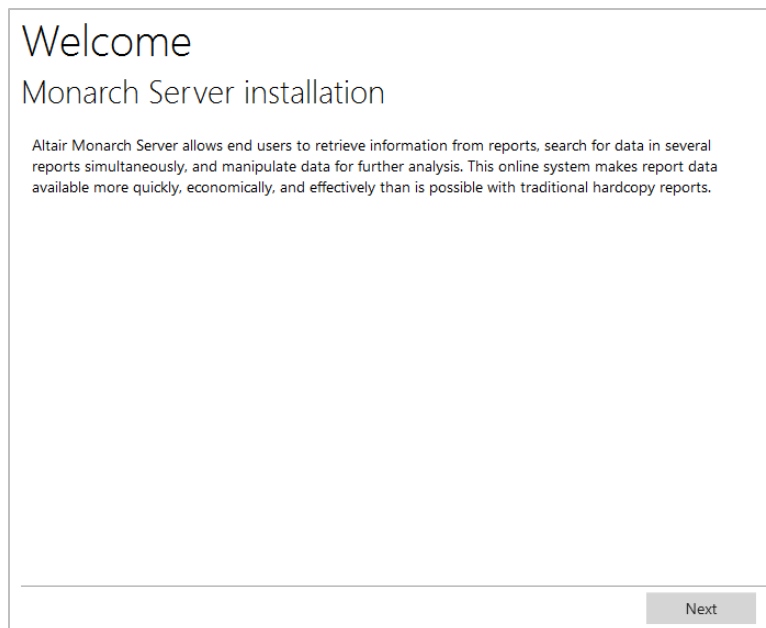 Welcome
Monarch Server installation
Altair Monarch Server allows end users to retrieve information from reports, search for data in several
reports simultaneously, and manipulate data for further analysis. This online system makes report data
available more quickly, economically, and effectively than is possible with traditional hardcopy reports.
Next